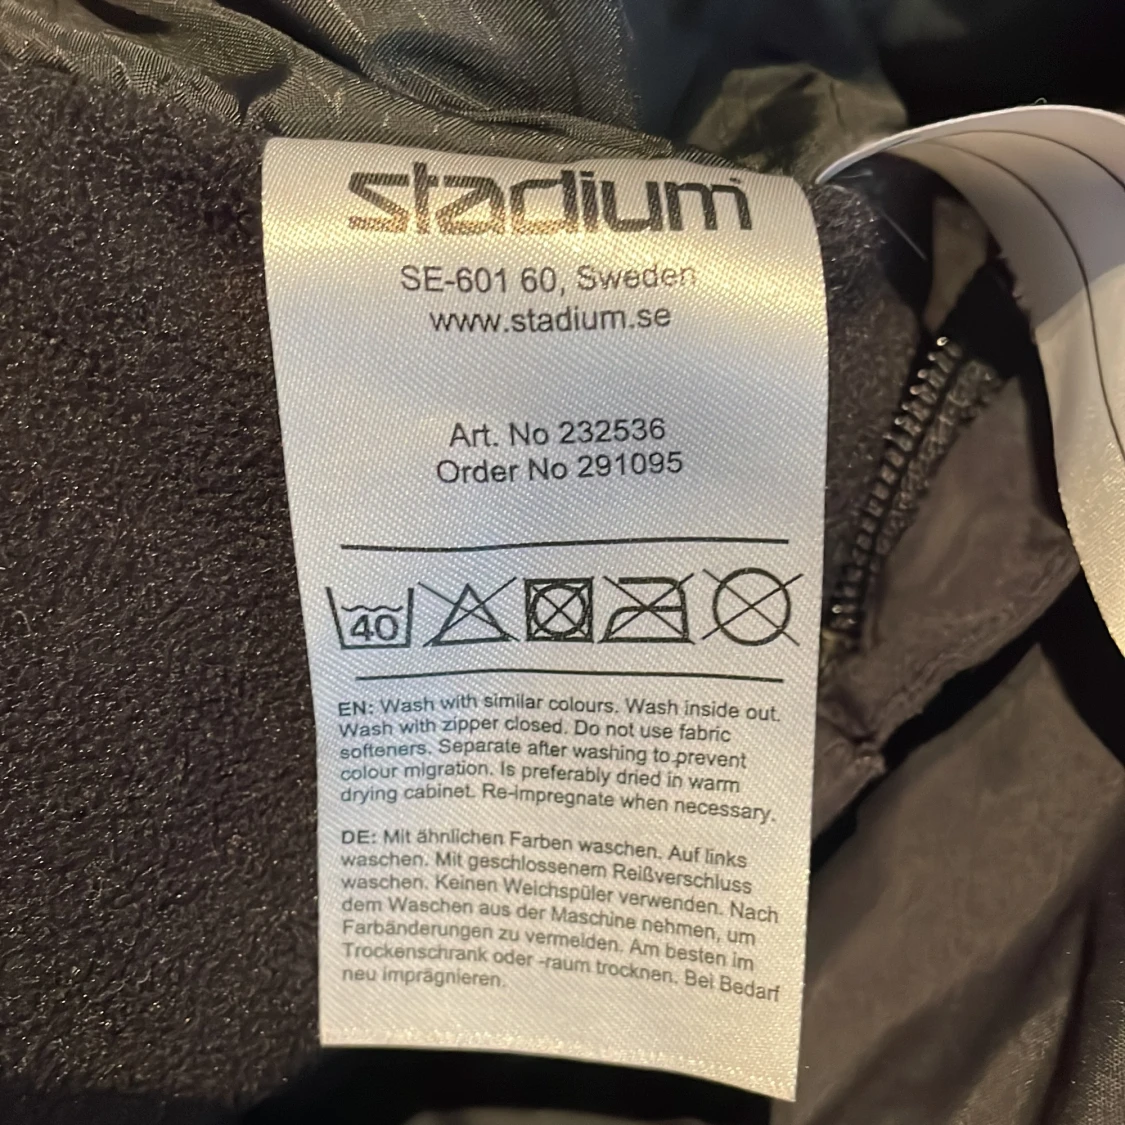 stadium
SE-601 60, Sweden
www.stadium.se
Art. No 232536
Order No 291095
40
EN: Wash with similar colours. Wash inside out.
Wash with zipper closed. Do not use fabric
softeners. Separate after washing to prevent
colour migration. Is preferably dried in warm
drying cabinet. Re-impregnate when necessary.
DE: Mit ähnlichen Farben waschen. Auf links
waschen. Mit geschlossenem Reißverschluss
waschen. Keinen Weichspüler verwenden. Nach
dem Waschen aus der Maschine nehmen, um
Farbänderungen zu vermeiden. Am besten im
Trockenschrank oder -raum trocknen. Bei Bedarf
neu imprägnieren.